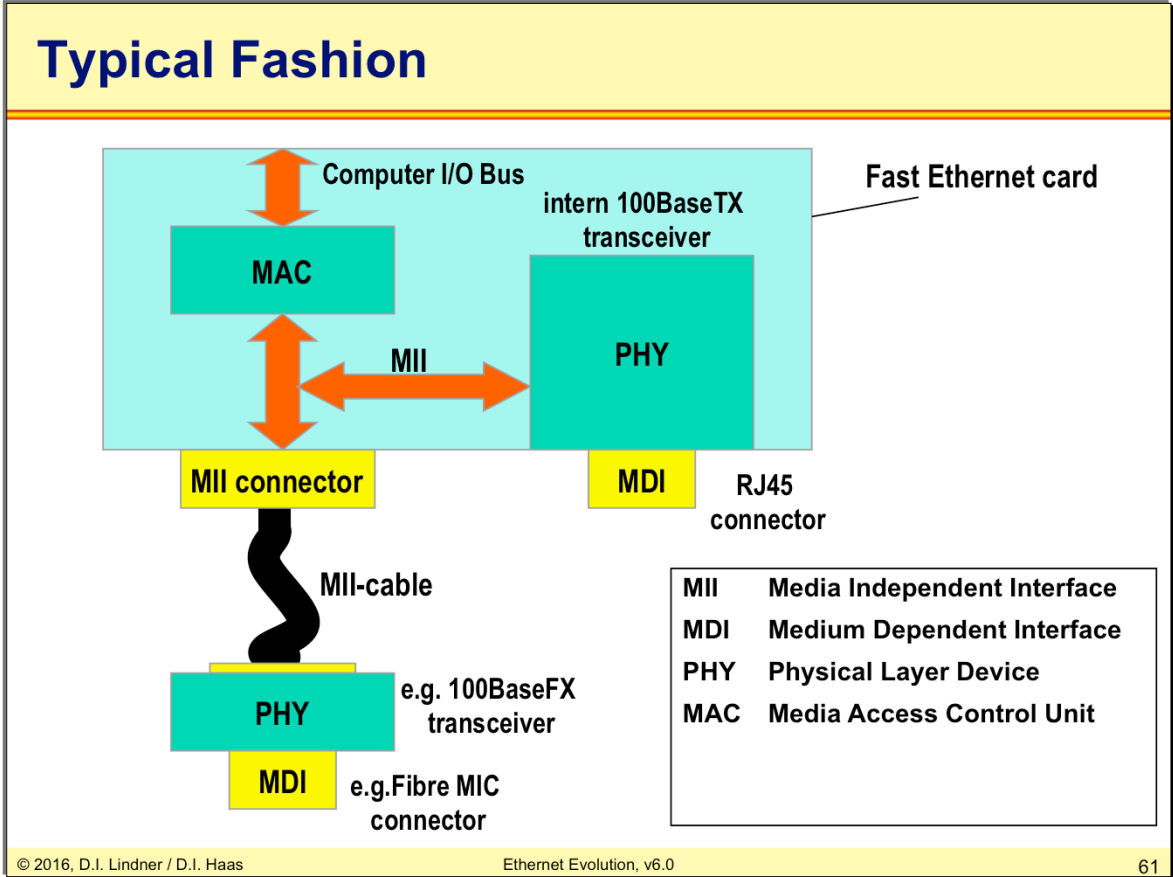 Typical Fashion
Computer I/O Bus
Fast Ethernet card
intern 100BaseTX
transceiver
MAC
PHY
MII
MII connector
MDI
RJ45
connector
MII-cable
PHY
e.g. 100BaseFX
transceiver
MDI
e.g.Fibre MIC
connector
MII Media Independent Interface
MDI Medium Dependent Interface
PHY Physical Layer Device
MAC Media Access Control Unit
© 2016, D.I. Lindner / D.I. Haas
Ethernet Evolution, v6.0
61